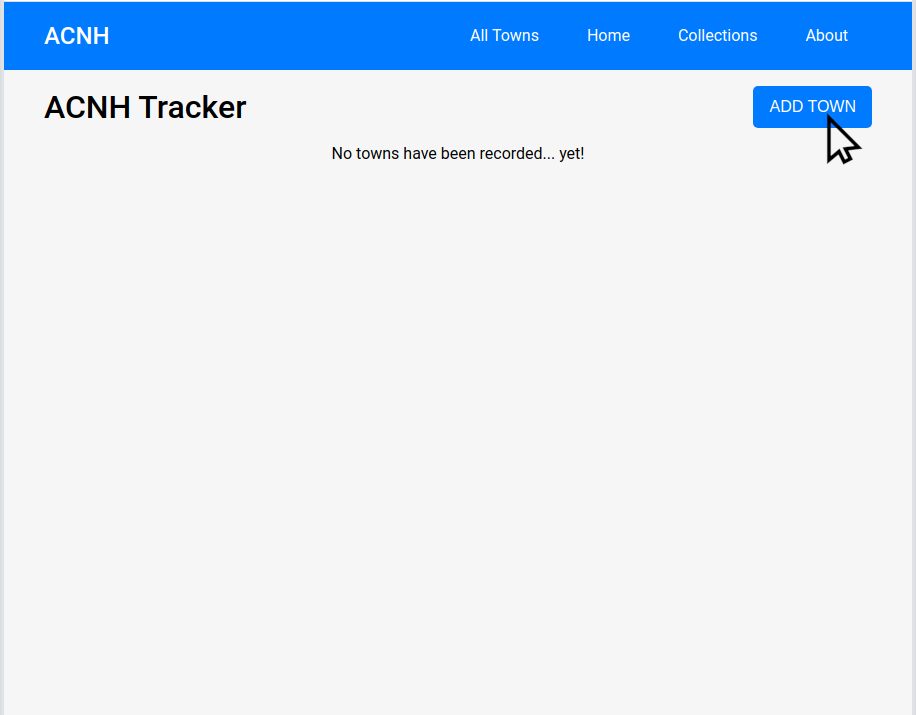 ACNH All Towns Home Collections About
ACNH Tracker ADD TOWN
No towns have been recorded... yet!